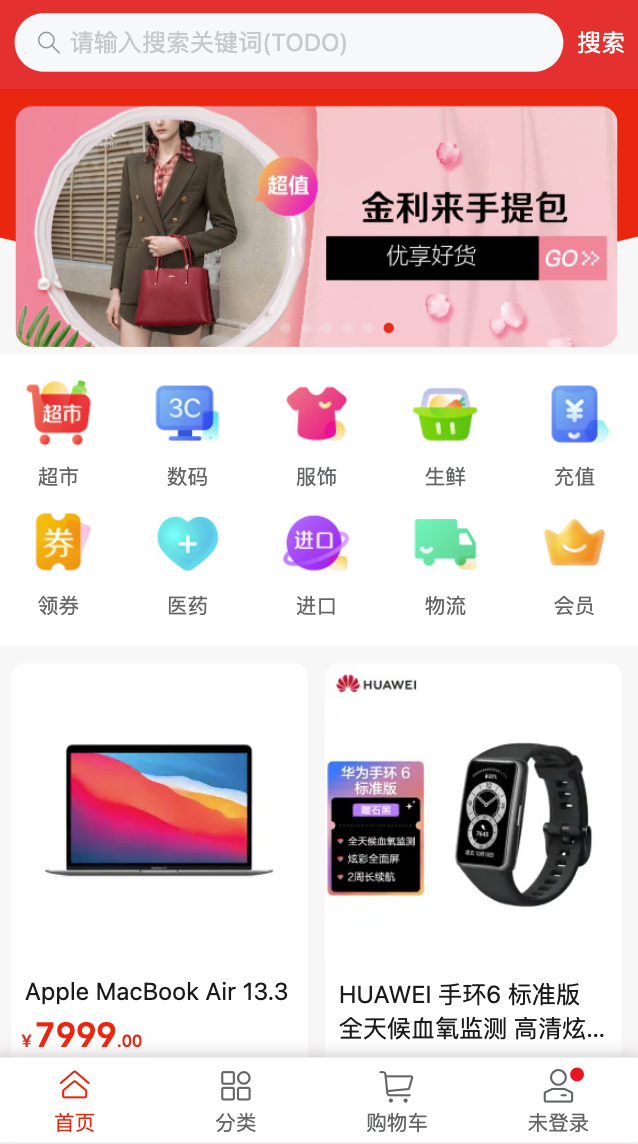 请输入搜索关键词(TODO)
搜索
超值
金利来手提包
优享好货
GO
超市
3C
¥
超市
数码
服饰
生鲜
充值
券
进口
领券
医药
进口
物流
会员
HUAWEI
华为手环 6
标准版
曜石黑
全天候血氧监测
炫彩全面屏
2周长续航
Apple MacBook Air 13.3
¥7999.00
HUAWEI 手环6 标准版
全天候血氧监测 高清炫...
首页
分类
购物车
未登录